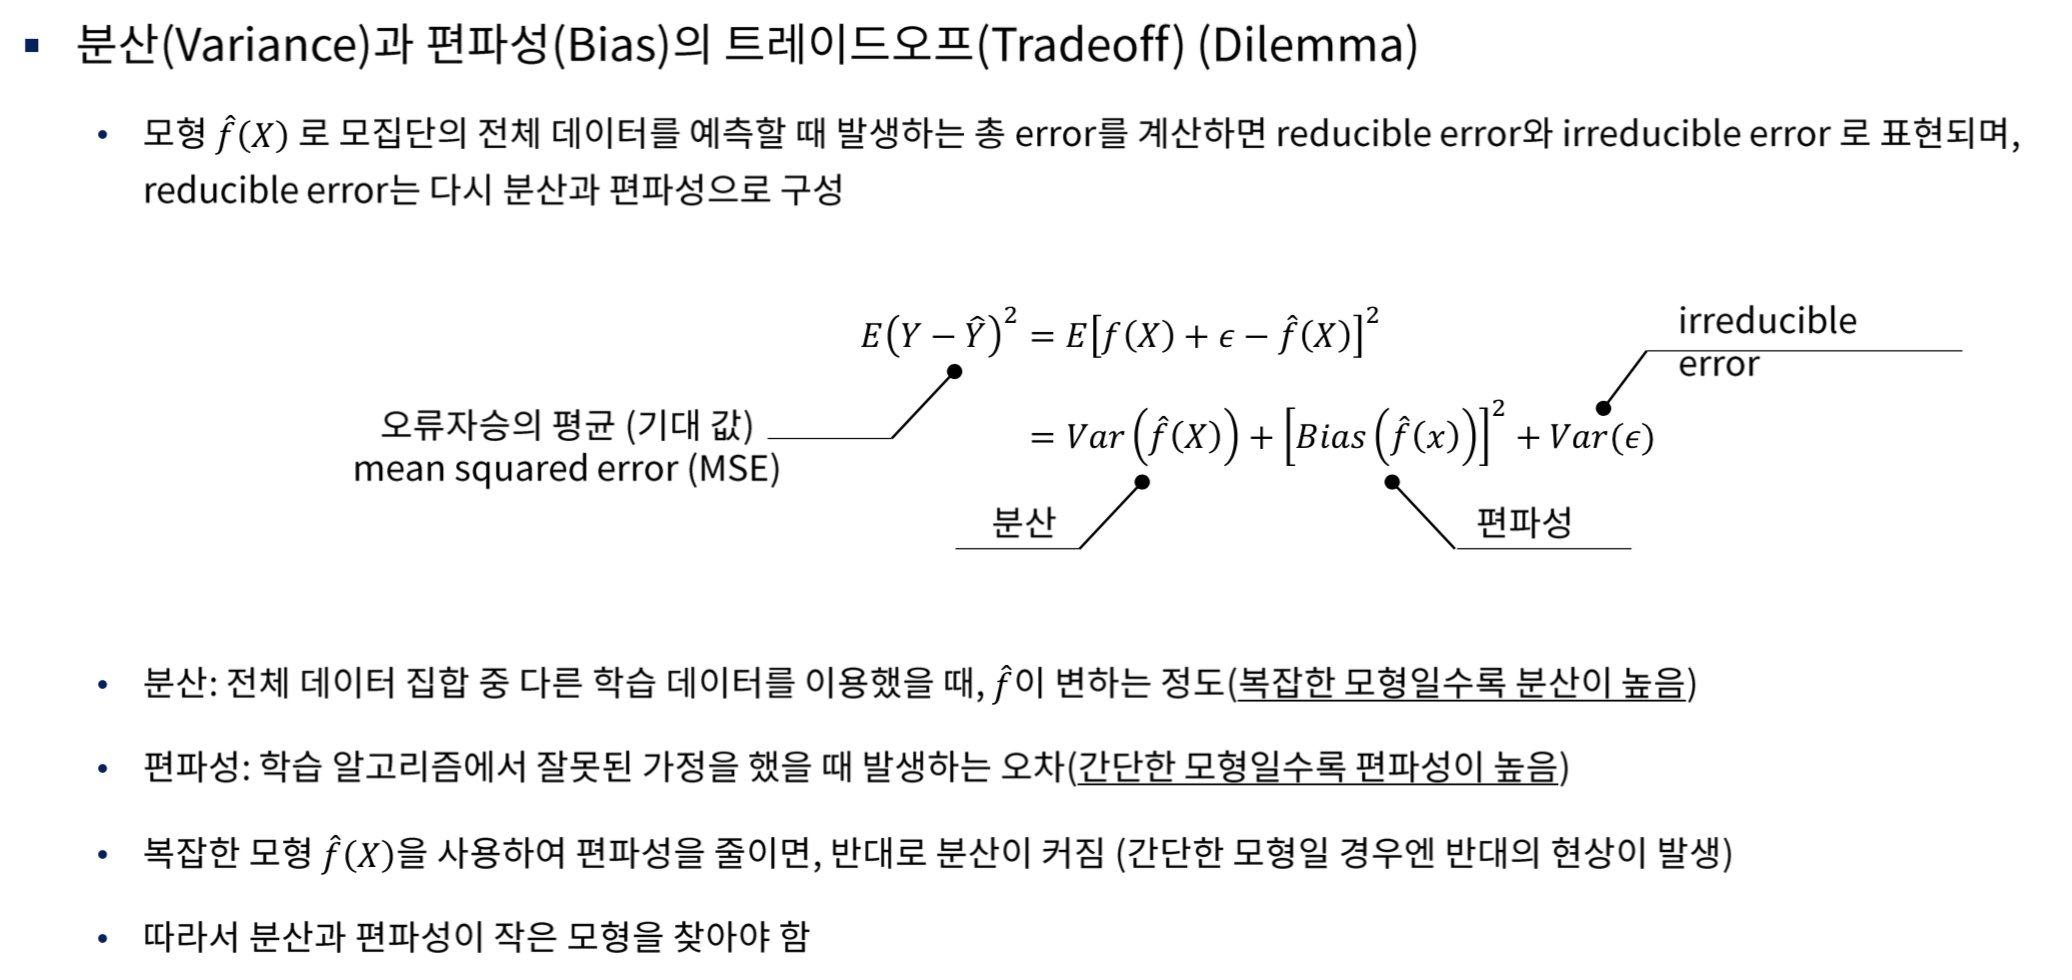 ▪ 분산(Variance)과 편파성(Bias)의 트레이드오프(Tradeoff) (Dilemma)
• 모형 f̂(X) 로 모집단의 전체 데이터를 예측할 때 발생하는 총 error를 계산하면 reducible error와 irreducible error 로 표현되며,
reducible error는 다시 분산과 편파성으로 구성
E(Y − Ŷ)² = E[f(X) + ϵ − f̂(X)]²
irreducible
error
= Var(f̂(X)) + [Bias(f̂(x))]² + Var(ϵ)
오류자승의 평균 (기대 값)
mean squared error (MSE)
분산
편파성
• 분산: 전체 데이터 집합 중 다른 학습 데이터를 이용했을 때, f̂이 변하는 정도(복잡한 모형일수록 분산이 높음)
• 편파성: 학습 알고리즘에서 잘못된 가정을 했을 때 발생하는 오차(간단한 모형일수록 편파성이 높음)
• 복잡한 모형 f̂(X)을 사용하여 편파성을 줄이면, 반대로 분산이 커짐 (간단한 모형일 경우엔 반대의 현상이 발생)
• 따라서 분산과 편파성이 작은 모형을 찾아야 함